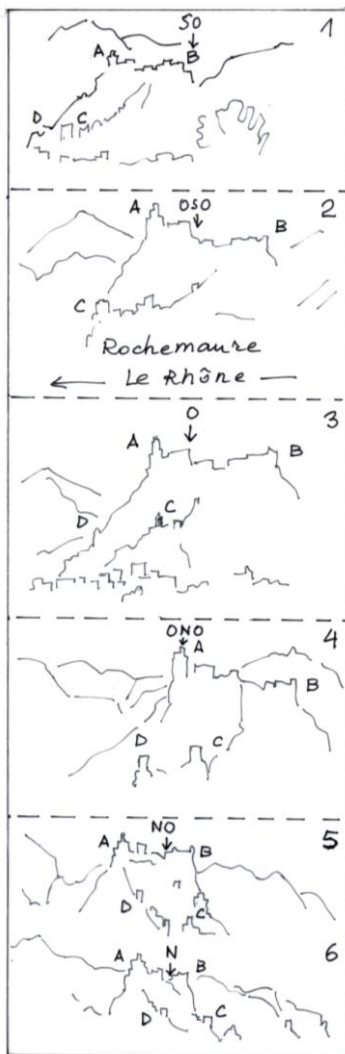 SO 1
A B
D C
A OSO 2
B
C
Rochemaure
← Le Rhône
O 3
A B
D C
ONO 4
A
B
D C
NO 5
A B
D C
6
A N B
D C